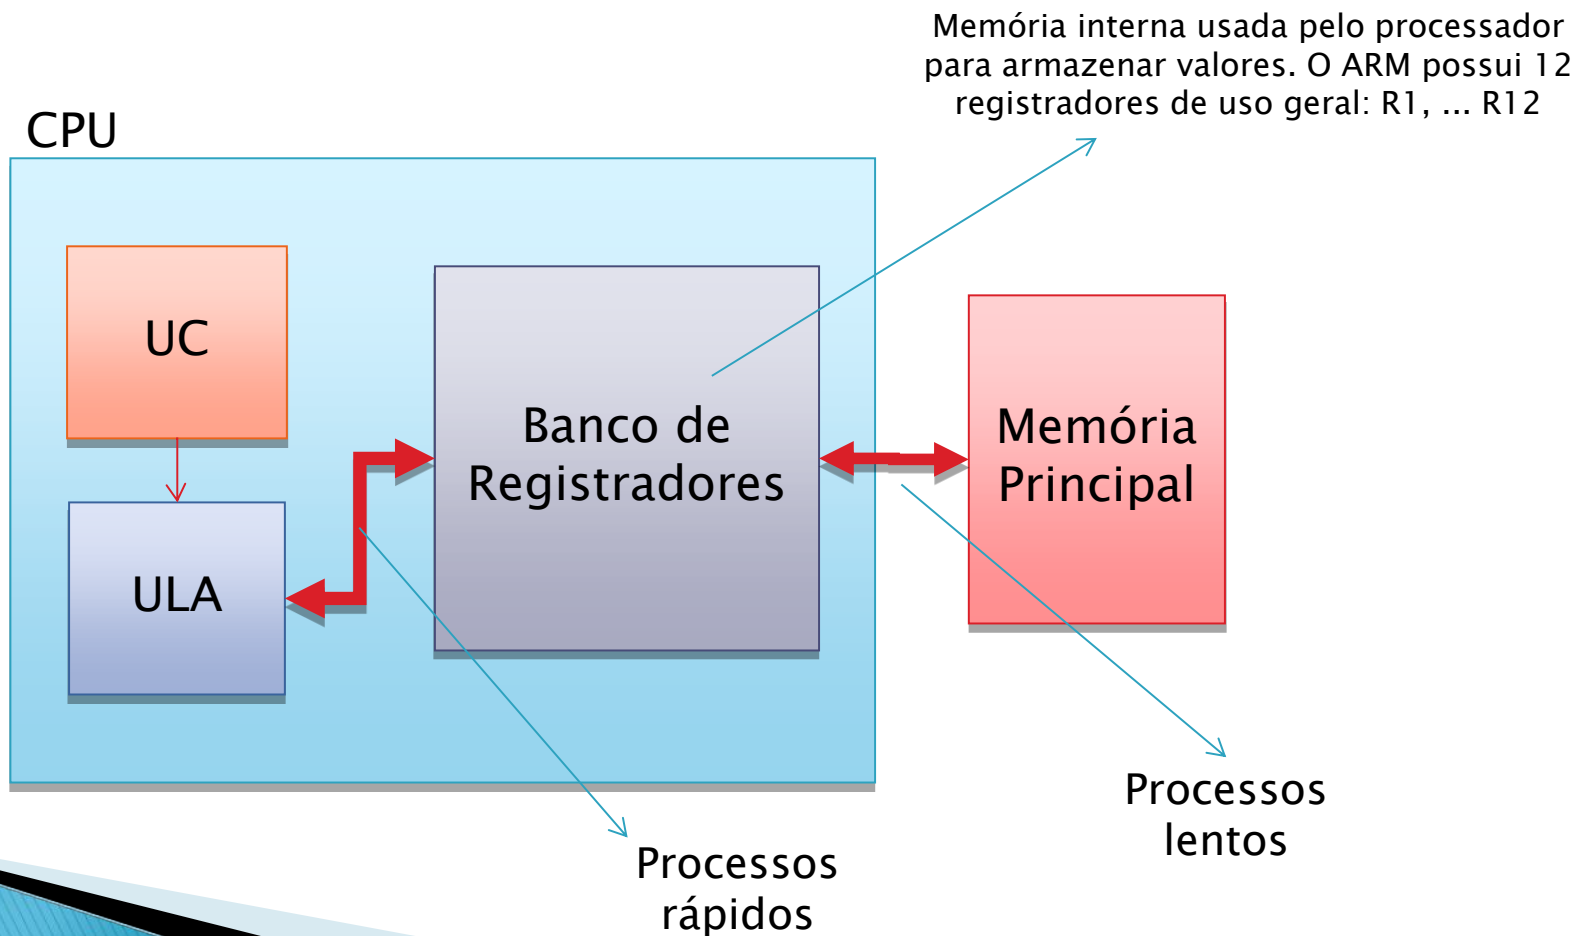 Memória interna usada pelo processador
para armazenar valores. O ARM possui 12
registradores de uso geral: R1, ... R12
CPU
UC
Banco de
Registradores
Memória
Principal
ULA
Processos
lentos
Processos
rápidos